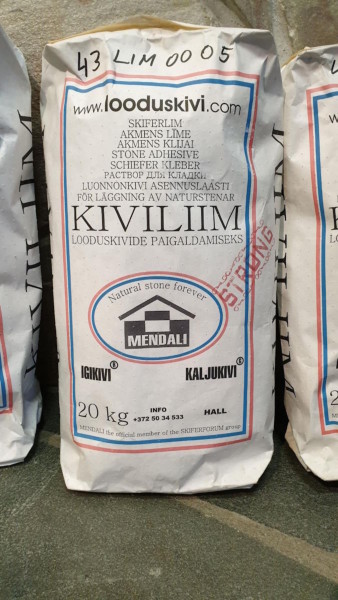 43 LIM 00 05
www.looduskivi.com
SKIFERLIM
AKMENS LĪME
AKMENS KLIJAI
STONE ADHESIVE
SCHIEFER KLEBER
РАСТВОР ДЛЯ КЛАДКИ
LUONNONKIVI ASENNUSLAASTI
FÖR LÄGGNING AV NATURSTENAR
KIVILIIM
LOODUSKIVIDE PAIGALDAMISEKS
STRONG
Natural stone forever
MENDALI
IGIKIVI®
KALJUKIVI®
20 kg
INFO
+372 50 34 533
HALL
MENDALI the official member of the SKIFERFORUM group